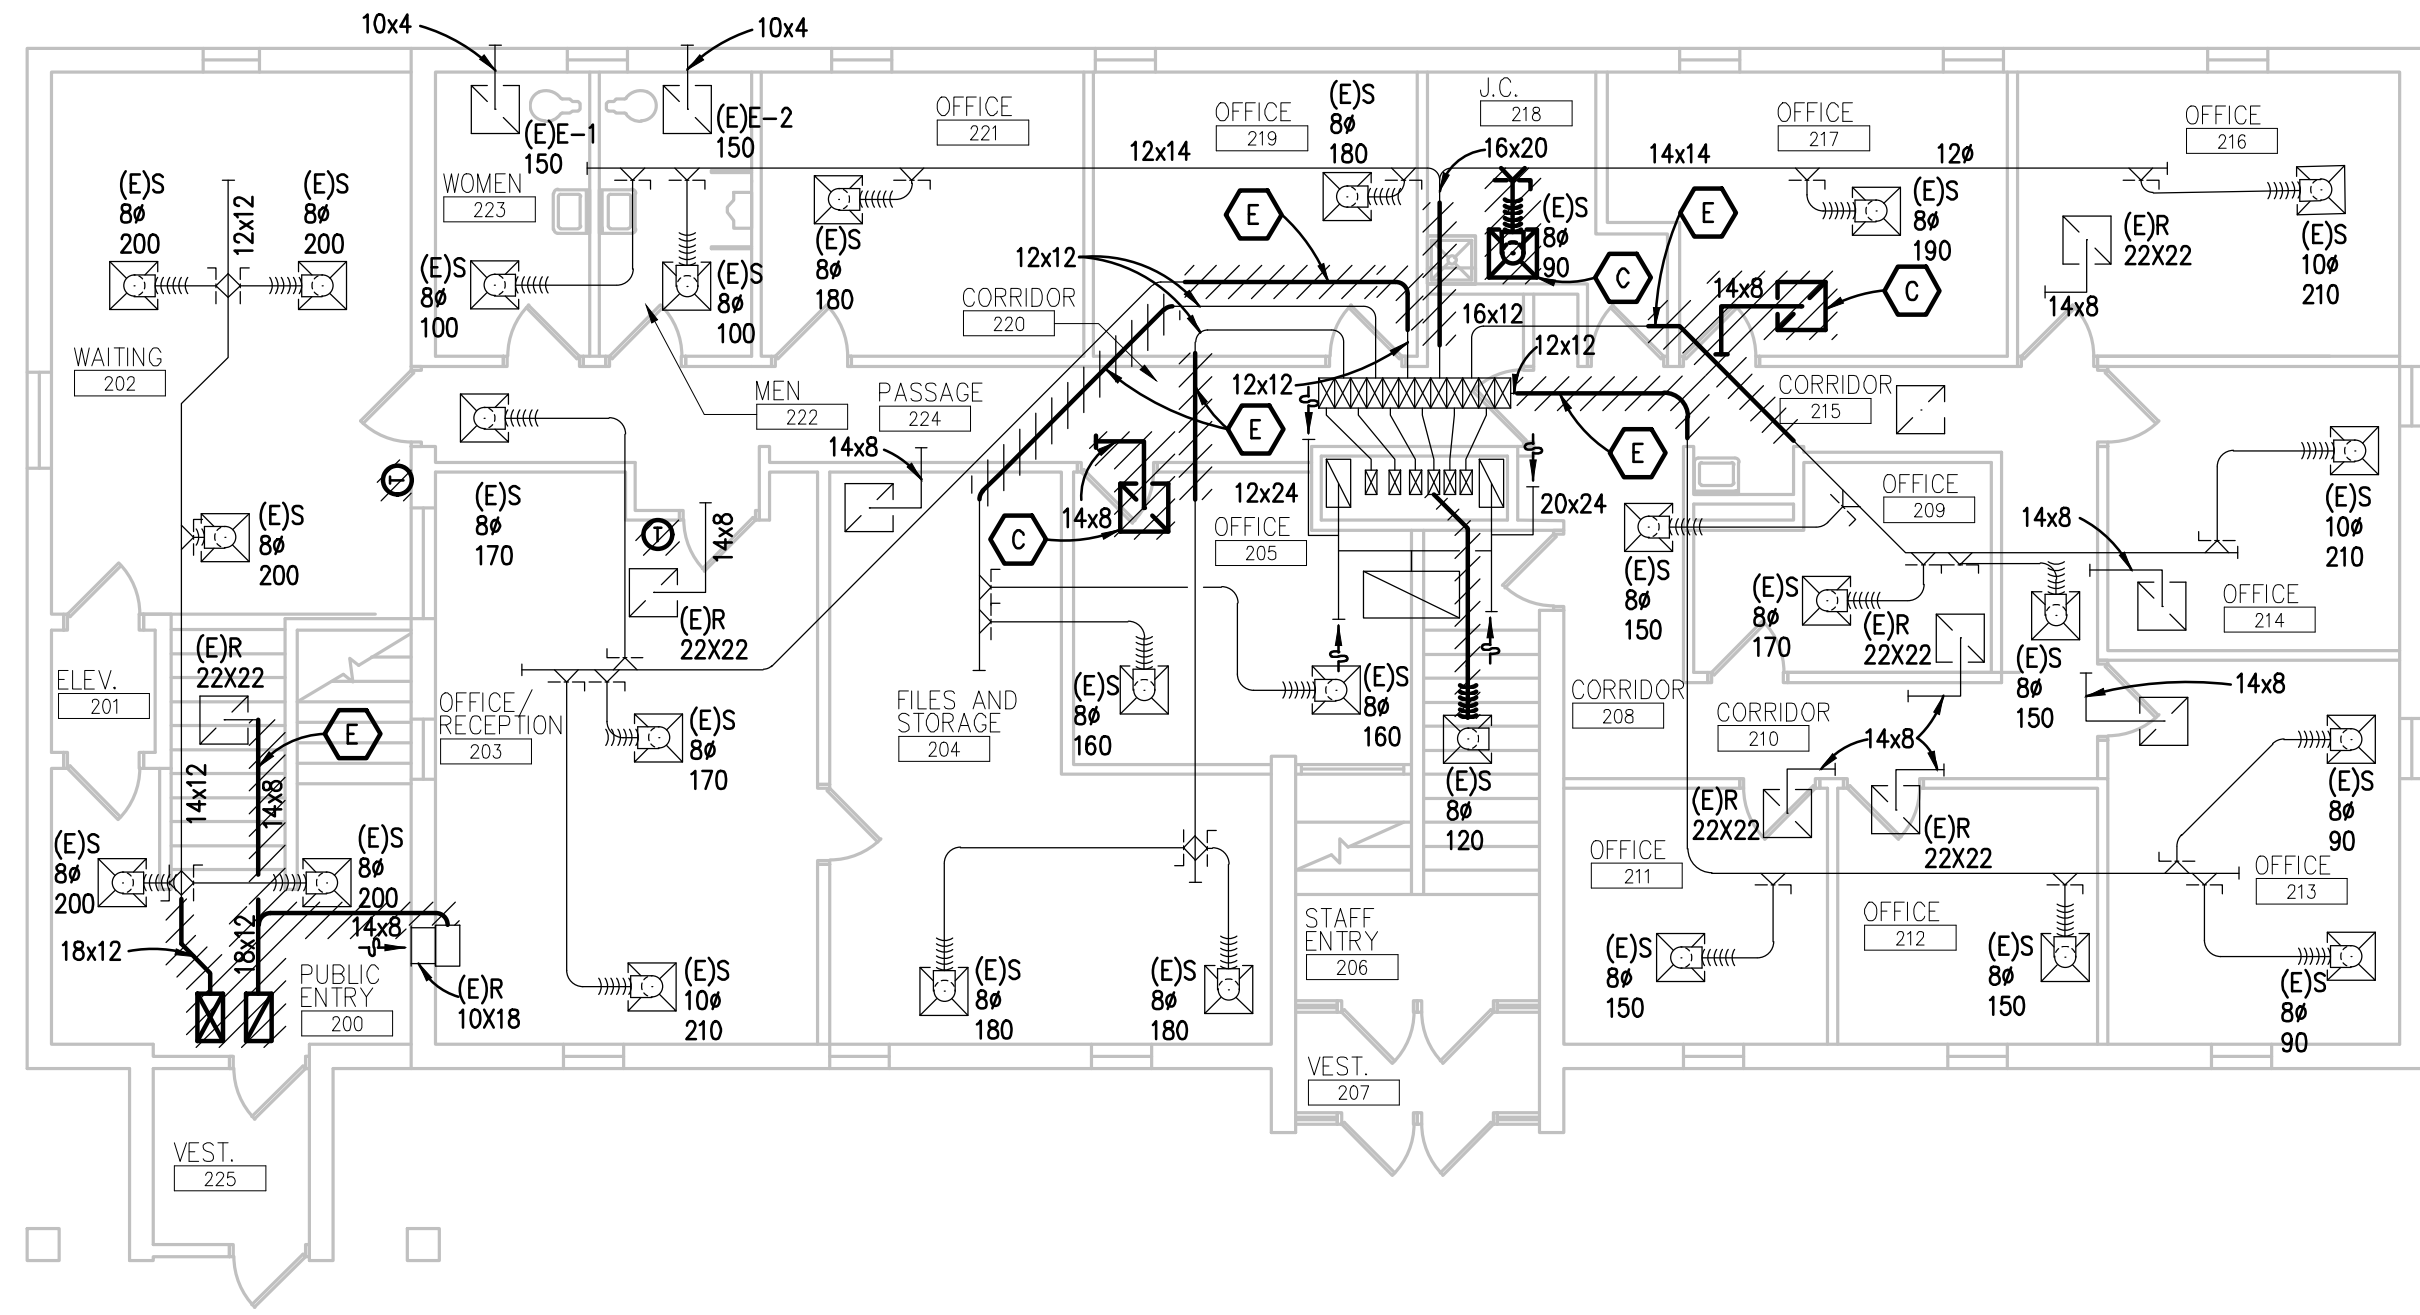 10x4
10x4
(E)E-1
150
(E)E-2
150
OFFICE
221
OFFICE
219
(E)S
8ø
180
J.C.
218
OFFICE
217
OFFICE
216
12x14
16x20
14x14
12ø
(E)S
8ø
200
12x12
(E)S
8ø
200
WOMEN
223
(E)S
8ø
100
(E)S
8ø
100
(E)S
8ø
180
E
(E)S
8ø
90
C
E
(E)S
8ø
190
(E)R
22X22
14x8
(E)S
10ø
210
12x12
CORRIDOR
220
16x12
14x8
C
12x12
WAITING
202
MEN
222
PASSAGE
224
12x12
E
E
CORRIDOR
215
14x8
T
(E)S
8ø
170
T
14x8
14x8
C
12x24
OFFICE
205
20x24
OFFICE
209
14x8
(E)S
10ø
210
(E)S
8ø
200
(E)S
8ø
150
(E)S
8ø
170
(E)R
22X22
OFFICE
214
(E)R
22X22
(E)R
22X22
(E)S
8ø
150
14x8
ELEV.
201
E
OFFICE/
RECEPTION
203
(E)S
8ø
170
FILES AND
STORAGE
204
(E)S
8ø
160
(E)S
8ø
160
(E)S
8ø
120
CORRIDOR
208
CORRIDOR
210
14x8
(E)R
22X22
(E)R
22X22
(E)S
8ø
90
14x12
14x8
(E)S
8ø
200
(E)S
8ø
200
14x8
18x12
18x12
PUBLIC
ENTRY
200
(E)R
10X18
(E)S
10ø
210
(E)S
8ø
180
(E)S
8ø
180
STAFF
ENTRY
206
OFFICE
211
(E)S
8ø
150
OFFICE
212
(E)S
8ø
150
OFFICE
213
(E)S
8ø
90
VEST.
207
VEST.
225